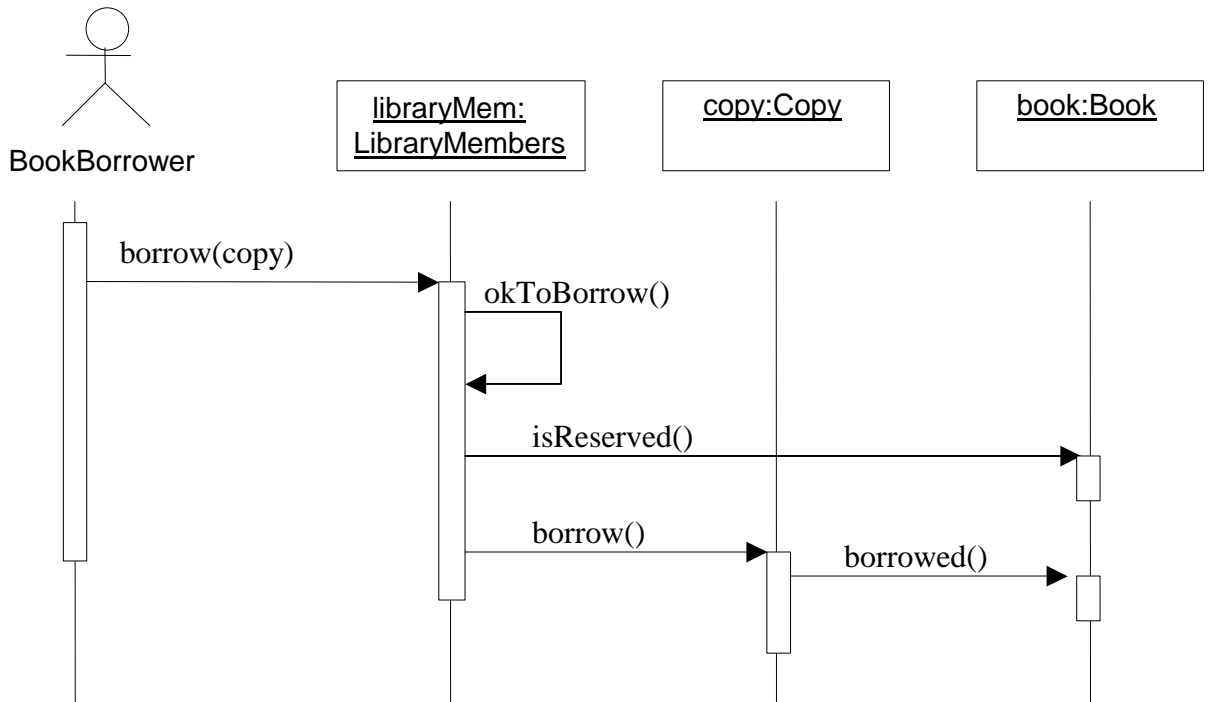 libraryMem:
LibraryMembers
copy:Copy
book:Book
BookBorrower
borrow(copy)
okToBorrow()
isReserved()
borrow()
borrowed()